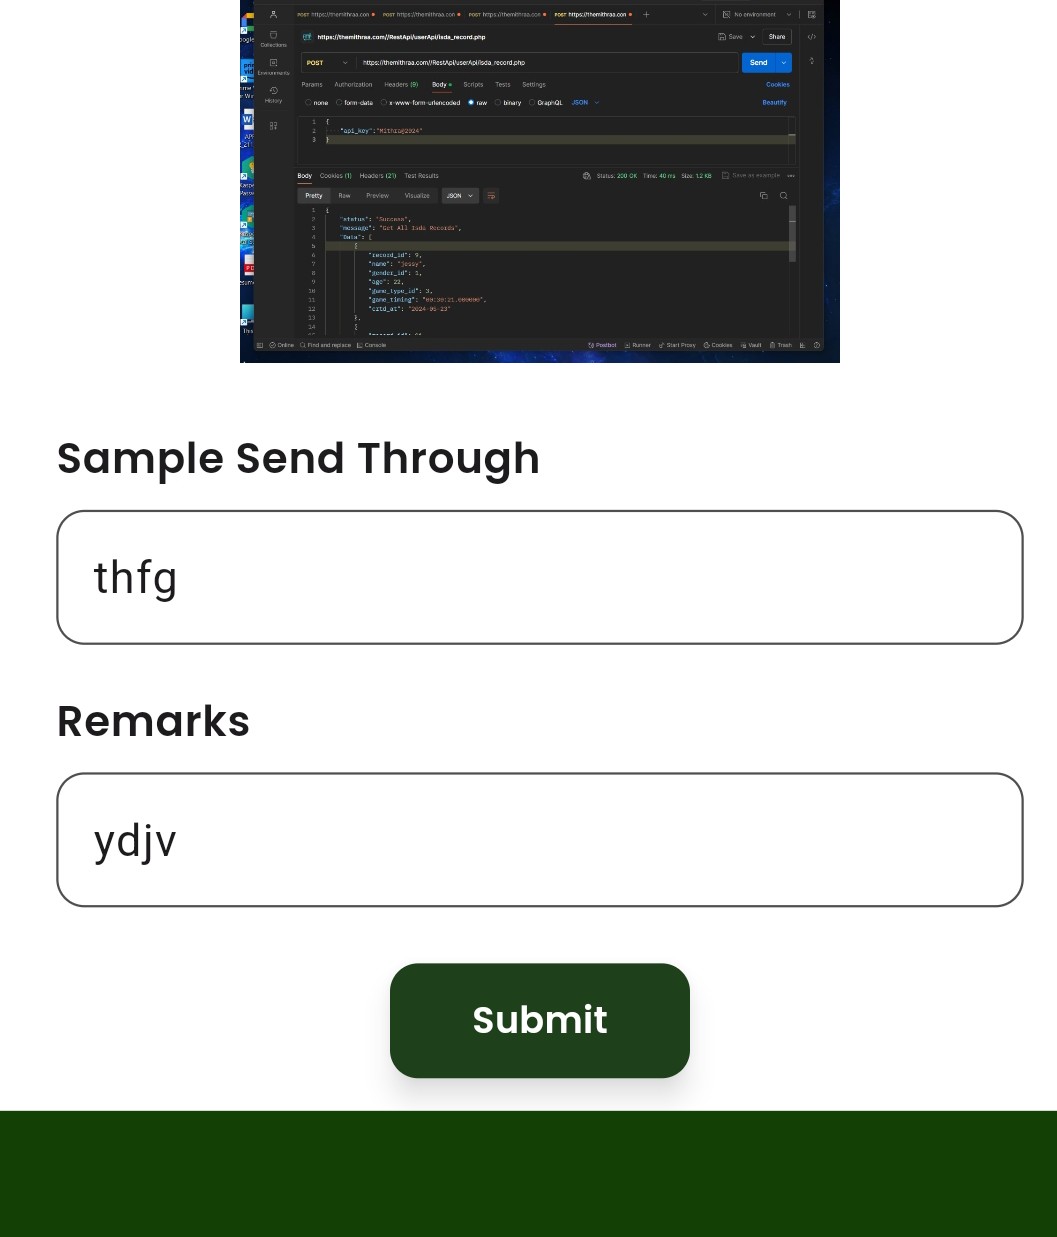 POST https://themithraa.con POST https://themithraa.con POST https://themithraa.con POST https://themithraa.con No environment
https://themithraa.com//RestApi/userApi/lsda_record.php Save Share
Collections
POST https://themithraa.com//RestApi/userApi/lsda_record.php Send
Environments
Params Authorization Headers (9) Body Scripts Tests Settings Cookies
History
none form-data x-www-form-urlencoded raw binary GraphQL JSON Beautify
1 {
2 "api_key":"Mithra@2024"
3 }
Body Cookies (1) Headers (21) Test Results Status: 200 OK Time: 40 ms Size: 1.2 KB Save as example
Pretty Raw Preview Visualize JSON
1 {
2 "status": "Success",
3 "message": "Get All Isda Records",
4 "Data": [
5 {
6 "record_id": 9,
7 "name": "jessy",
8 "gender_id": 1,
9 "age": 22,
10 "game_type_id": 3,
11 "game_timing": "00:30:21.000000",
12 "crtd_at": "2024-05-23"
13 },
14 {
Online Find and replace Console Postbot Runner Start Proxy Cookies Vault Trash
Sample Send Through
thfg
Remarks
ydjv
Submit